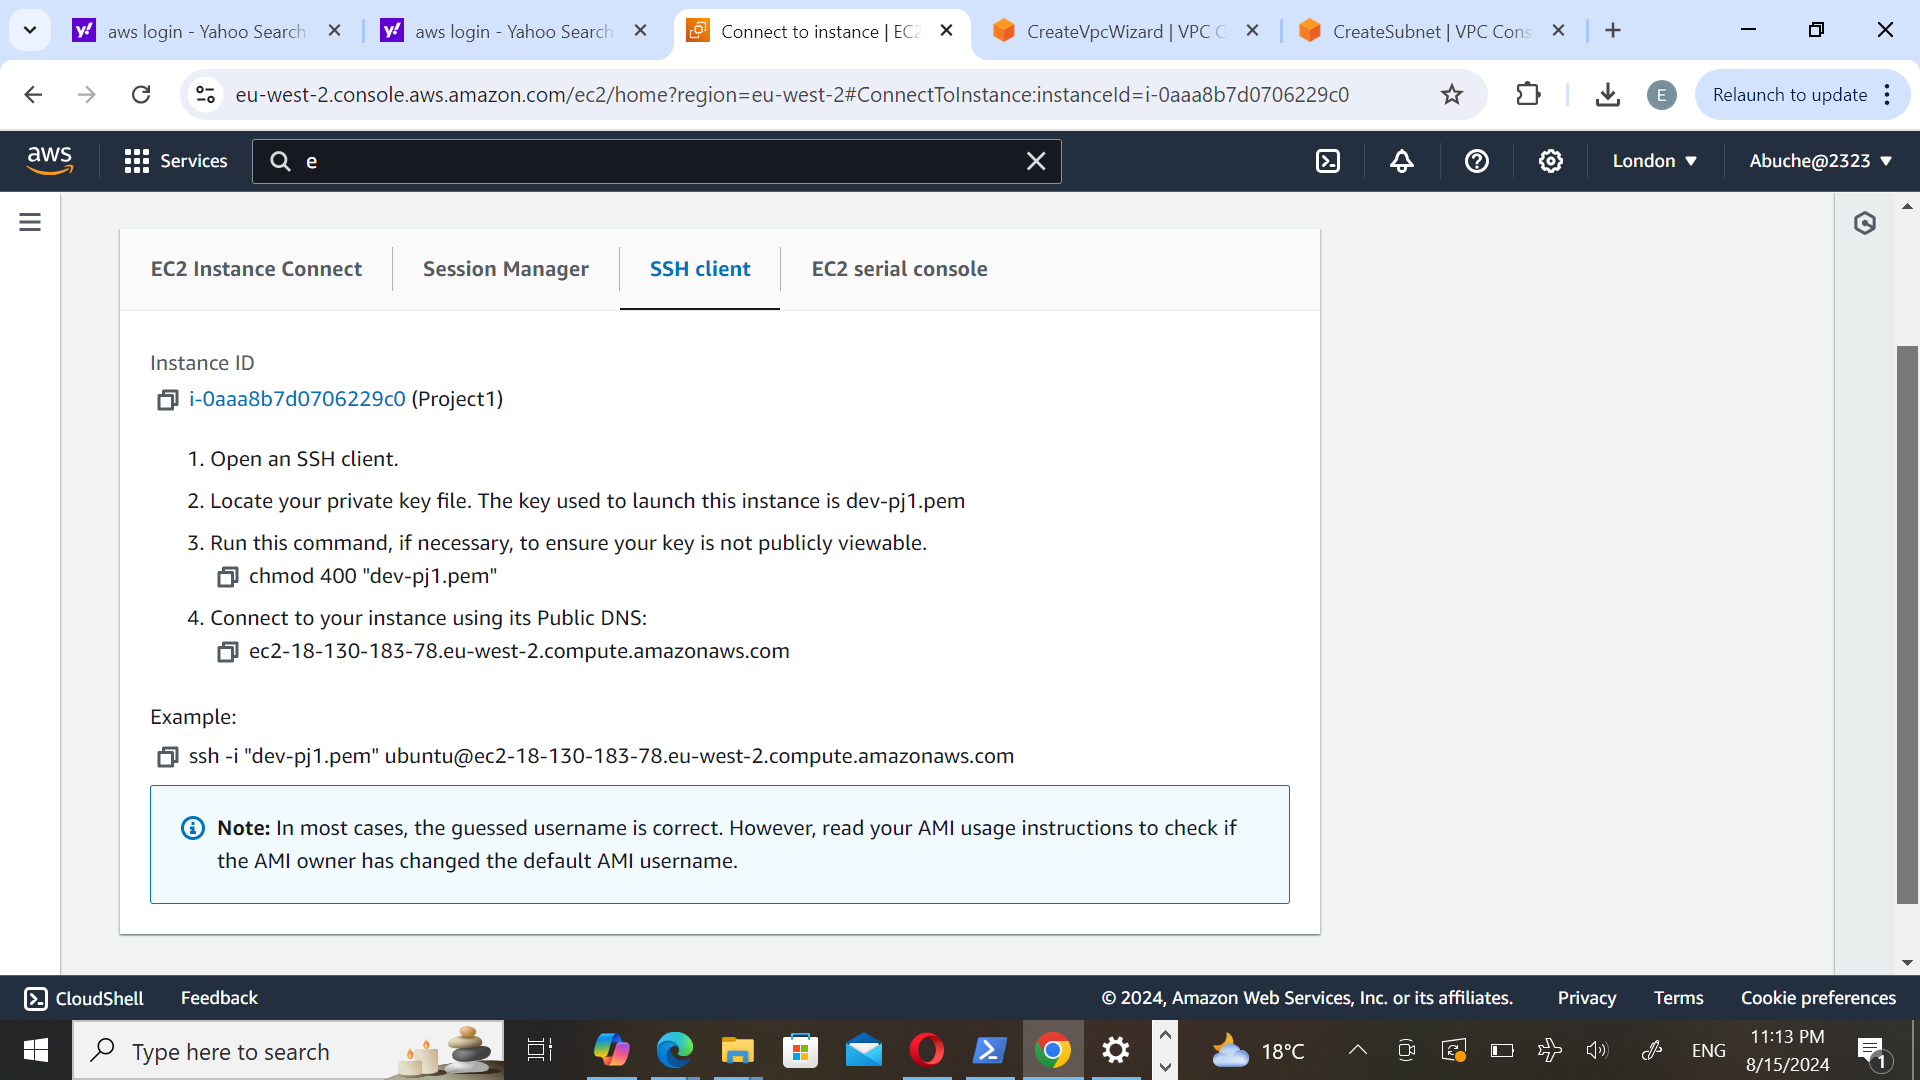 aws login - Yahoo Search
aws login - Yahoo Search
Connect to instance | EC2
CreateVpcWizard | VPC C
CreateSubnet | VPC Cons
eu-west-2.console.aws.amazon.com/ec2/home?region=eu-west-2#ConnectToInstance:instanceId=i-0aaa8b7d0706229c0
E
Relaunch to update
aws
Services
e
London
Abuche@2323
EC2 Instance Connect
Session Manager
SSH client
EC2 serial console
Instance ID
i-0aaa8b7d0706229c0 (Project1)
1. Open an SSH client.
2. Locate your private key file. The key used to launch this instance is dev-pj1.pem
3. Run this command, if necessary, to ensure your key is not publicly viewable.
chmod 400 "dev-pj1.pem"
4. Connect to your instance using its Public DNS:
ec2-18-130-183-78.eu-west-2.compute.amazonaws.com
Example:
ssh -i "dev-pj1.pem" ubuntu@ec2-18-130-183-78.eu-west-2.compute.amazonaws.com
Note: In most cases, the guessed username is correct. However, read your AMI usage instructions to check if
the AMI owner has changed the default AMI username.
CloudShell
Feedback
© 2024, Amazon Web Services, Inc. or its affiliates.
Privacy
Terms
Cookie preferences
Type here to search
18°C
ENG
11:13 PM
8/15/2024
1